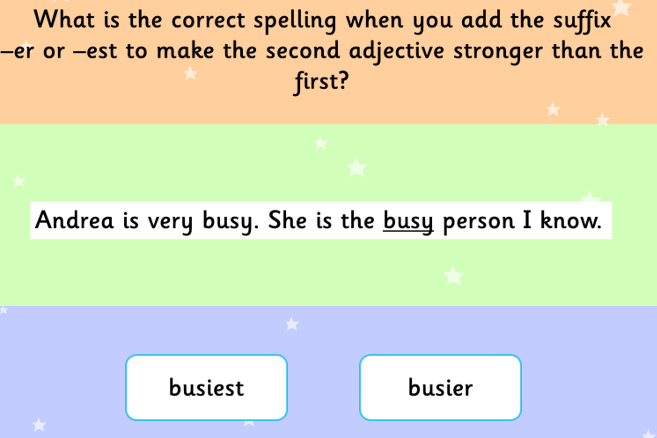 What is the correct spelling when you add the suffix
–er or –est to make the second adjective stronger than the
first?
Andrea is very busy. She is the busy person I know.
busiest
busier